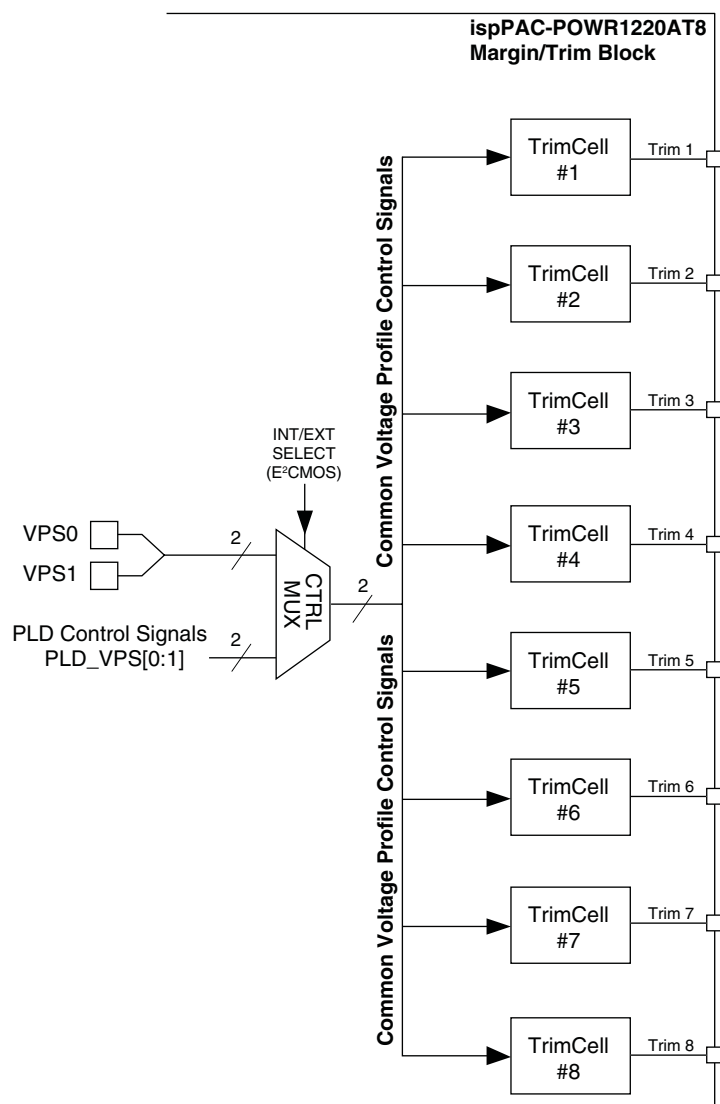 ispPAC-POWR1220AT8
Margin/Trim Block
TrimCell
#1
Trim 1
TrimCell
#2
Trim 2
TrimCell
#3
Trim 3
TrimCell
#4
Trim 4
TrimCell
#5
Trim 5
TrimCell
#6
Trim 6
TrimCell
#7
Trim 7
TrimCell
#8
Trim 8
Common Voltage Profile Control Signals
Common Voltage Profile Control Signals
INT/EXT
SELECT
(E²CMOS)
VPS0
VPS1
2
PLD Control Signals
PLD_VPS[0:1]
2
CTRL
MUX
2